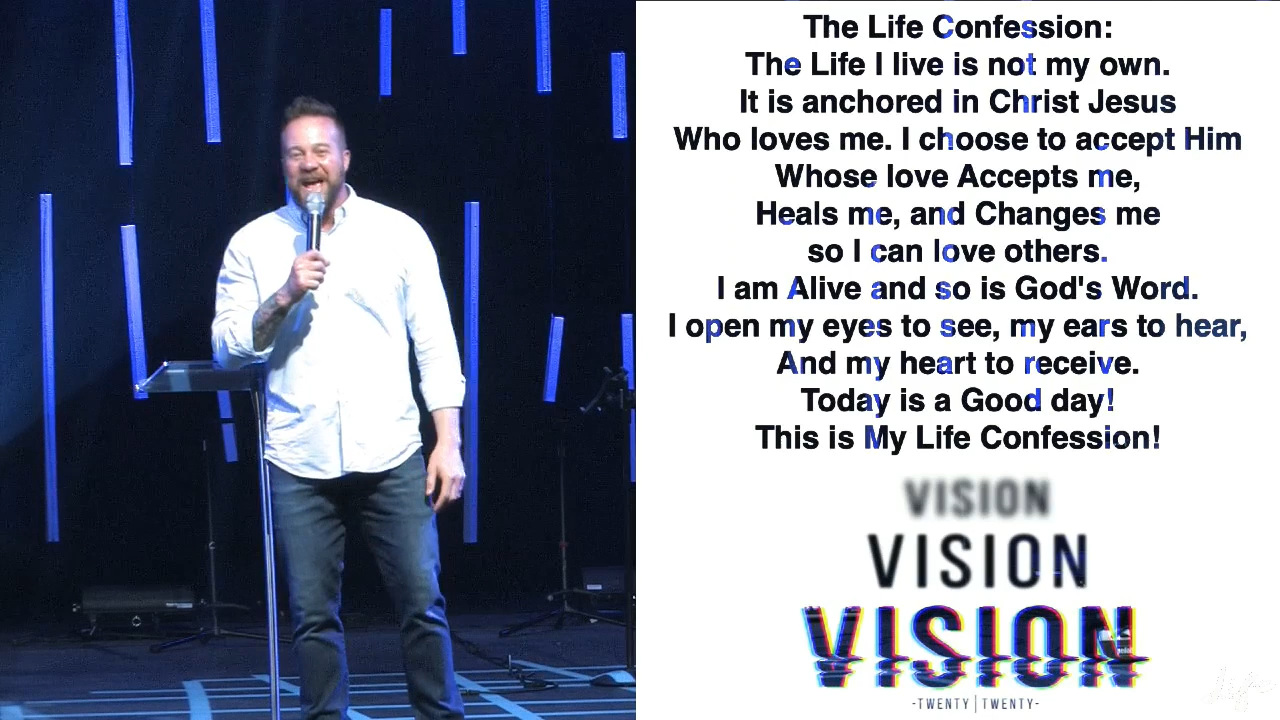 The Life Confession:
The Life I live is not my own.
It is anchored in Christ Jesus
Who loves me. I choose to accept Him
Whose love Accepts me,
Heals me, and Changes me
so I can love others.
I am Alive and so is God's Word.
I open my eyes to see, my ears to hear,
And my heart to receive.
Today is a Good day!
This is My Life Confession!
VISION
VISION
VISION
-TWENTY|TWENTY-
Life